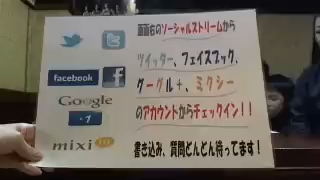 画面右のソーシャルストリームから
ツイッター、フェイスブック、
facebook f
グーグル+、ミクシー
Google
+1
のアカウントからチェックイン!!
mixi
書き込み、質問どんどん待ってます!